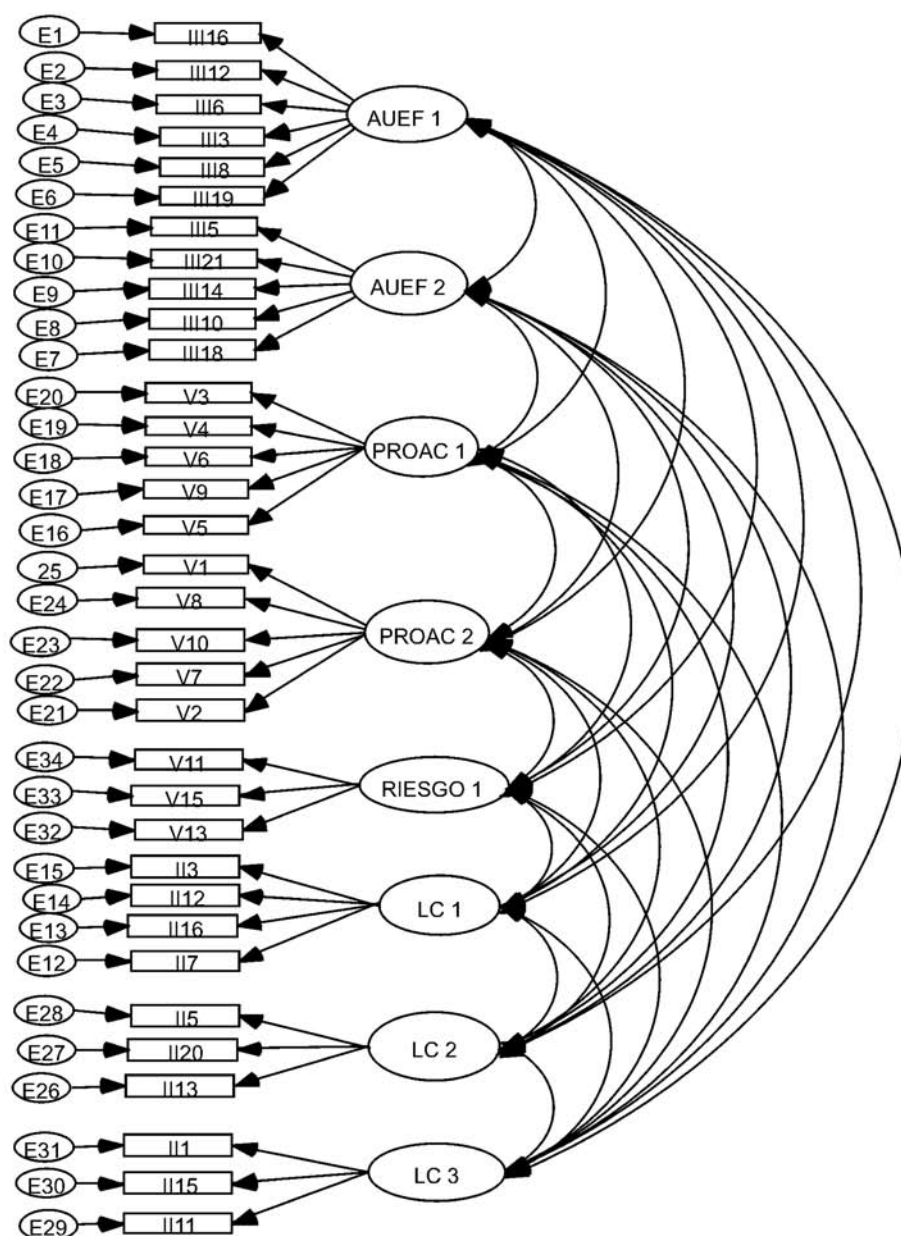 E1 III16
E2 III12
E3 III6
E4 III3
E5 III8
E6 III19
AUEF 1
E11 III5
E10 III21
E9 III14
E8 III10
E7 III18
AUEF 2
E20 V3
E19 V4
E18 V6
E17 V9
E16 V5
PROAC 1
25 V1
E24 V8
E23 V10
E22 V7
E21 V2
PROAC 2
E34 V11
E33 V15
E32 V13
RIESGO 1
E15 II3
E14 II12
E13 II16
E12 II7
LC 1
E28 II5
E27 II20
E26 II13
LC 2
E31 II1
E30 II15
E29 II11
LC 3